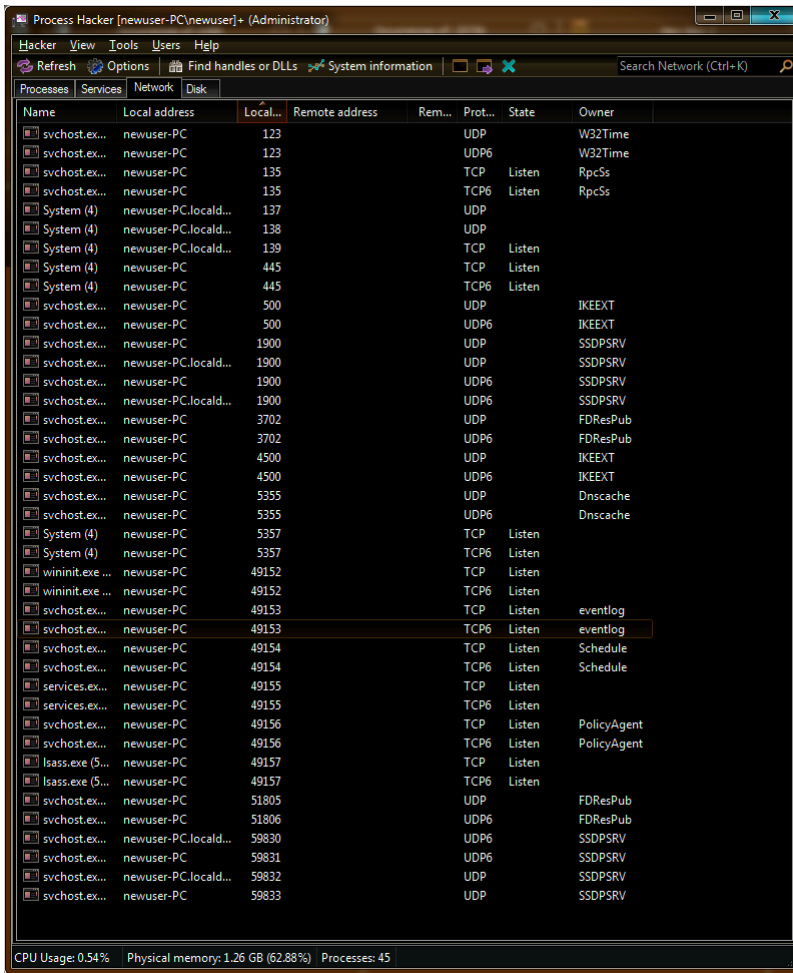 Process Hacker [newuser-PC\newuser]+ (Administrator)
Hacker View Tools Users Help
Refresh Options Find handles or DLLs System information Search Network (Ctrl+K)
Processes Services Network Disk
Name Local address Local... Remote address Rem... Prot... State Owner
svchost.ex... newuser-PC 123 UDP W32Time
svchost.ex... newuser-PC 123 UDP6 W32Time
svchost.ex... newuser-PC 135 TCP Listen RpcSs
svchost.ex... newuser-PC 135 TCP6 Listen RpcSs
System (4) newuser-PC.locald... 137 UDP
System (4) newuser-PC.locald... 138 UDP
System (4) newuser-PC.locald... 139 TCP Listen
System (4) newuser-PC 445 TCP Listen
System (4) newuser-PC 445 TCP6 Listen
svchost.ex... newuser-PC 500 UDP IKEEXT
svchost.ex... newuser-PC 500 UDP6 IKEEXT
svchost.ex... newuser-PC 1900 UDP SSDPSRV
svchost.ex... newuser-PC.locald... 1900 UDP SSDPSRV
svchost.ex... newuser-PC 1900 UDP6 SSDPSRV
svchost.ex... newuser-PC.locald... 1900 UDP6 SSDPSRV
svchost.ex... newuser-PC 3702 UDP FDResPub
svchost.ex... newuser-PC 3702 UDP6 FDResPub
svchost.ex... newuser-PC 4500 UDP IKEEXT
svchost.ex... newuser-PC 4500 UDP6 IKEEXT
svchost.ex... newuser-PC 5355 UDP Dnscache
svchost.ex... newuser-PC 5355 UDP6 Dnscache
System (4) newuser-PC 5357 TCP Listen
System (4) newuser-PC 5357 TCP6 Listen
wininit.exe ... newuser-PC 49152 TCP Listen
wininit.exe ... newuser-PC 49152 TCP6 Listen
svchost.ex... newuser-PC 49153 TCP Listen eventlog
svchost.ex... newuser-PC 49153 TCP6 Listen eventlog
svchost.ex... newuser-PC 49154 TCP Listen Schedule
svchost.ex... newuser-PC 49154 TCP6 Listen Schedule
services.ex... newuser-PC 49155 TCP Listen
services.ex... newuser-PC 49155 TCP6 Listen
svchost.ex... newuser-PC 49156 TCP Listen PolicyAgent
svchost.ex... newuser-PC 49156 TCP6 Listen PolicyAgent
lsass.exe (5... newuser-PC 49157 TCP Listen
lsass.exe (5... newuser-PC 49157 TCP6 Listen
svchost.ex... newuser-PC 51805 UDP FDResPub
svchost.ex... newuser-PC 51806 UDP6 FDResPub
svchost.ex... newuser-PC.locald... 59830 UDP6 SSDPSRV
svchost.ex... newuser-PC 59831 UDP6 SSDPSRV
svchost.ex... newuser-PC.locald... 59832 UDP SSDPSRV
svchost.ex... newuser-PC 59833 UDP SSDPSRV
CPU Usage: 0.54% Physical memory: 1.26 GB (62.88%) Processes: 45